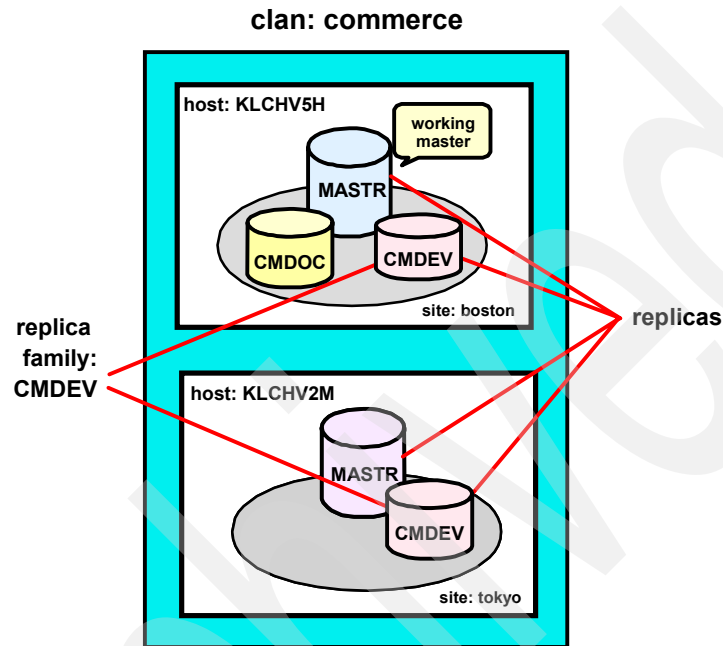 clan: commerce
host: KLCHV5H
working
master
MASTR
CMDOC
CMDEV
site: boston
replica
family:
CMDEV
replicas
host: KLCHV2M
MASTR
CMDEV
site: tokyo